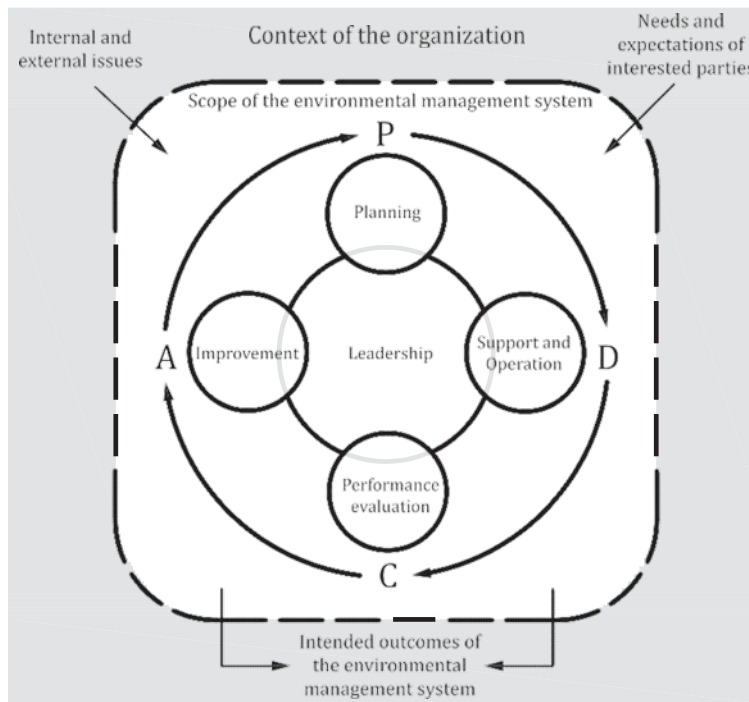 Internal and
external issues
Context of the organization
Needs and
expectations of
interested parties
Scope of the environmental management system
P
Planning
A
Improvement
Leadership
Support and
Operation
D
Performance
evaluation
C
Intended outcomes of
the environmental
management system